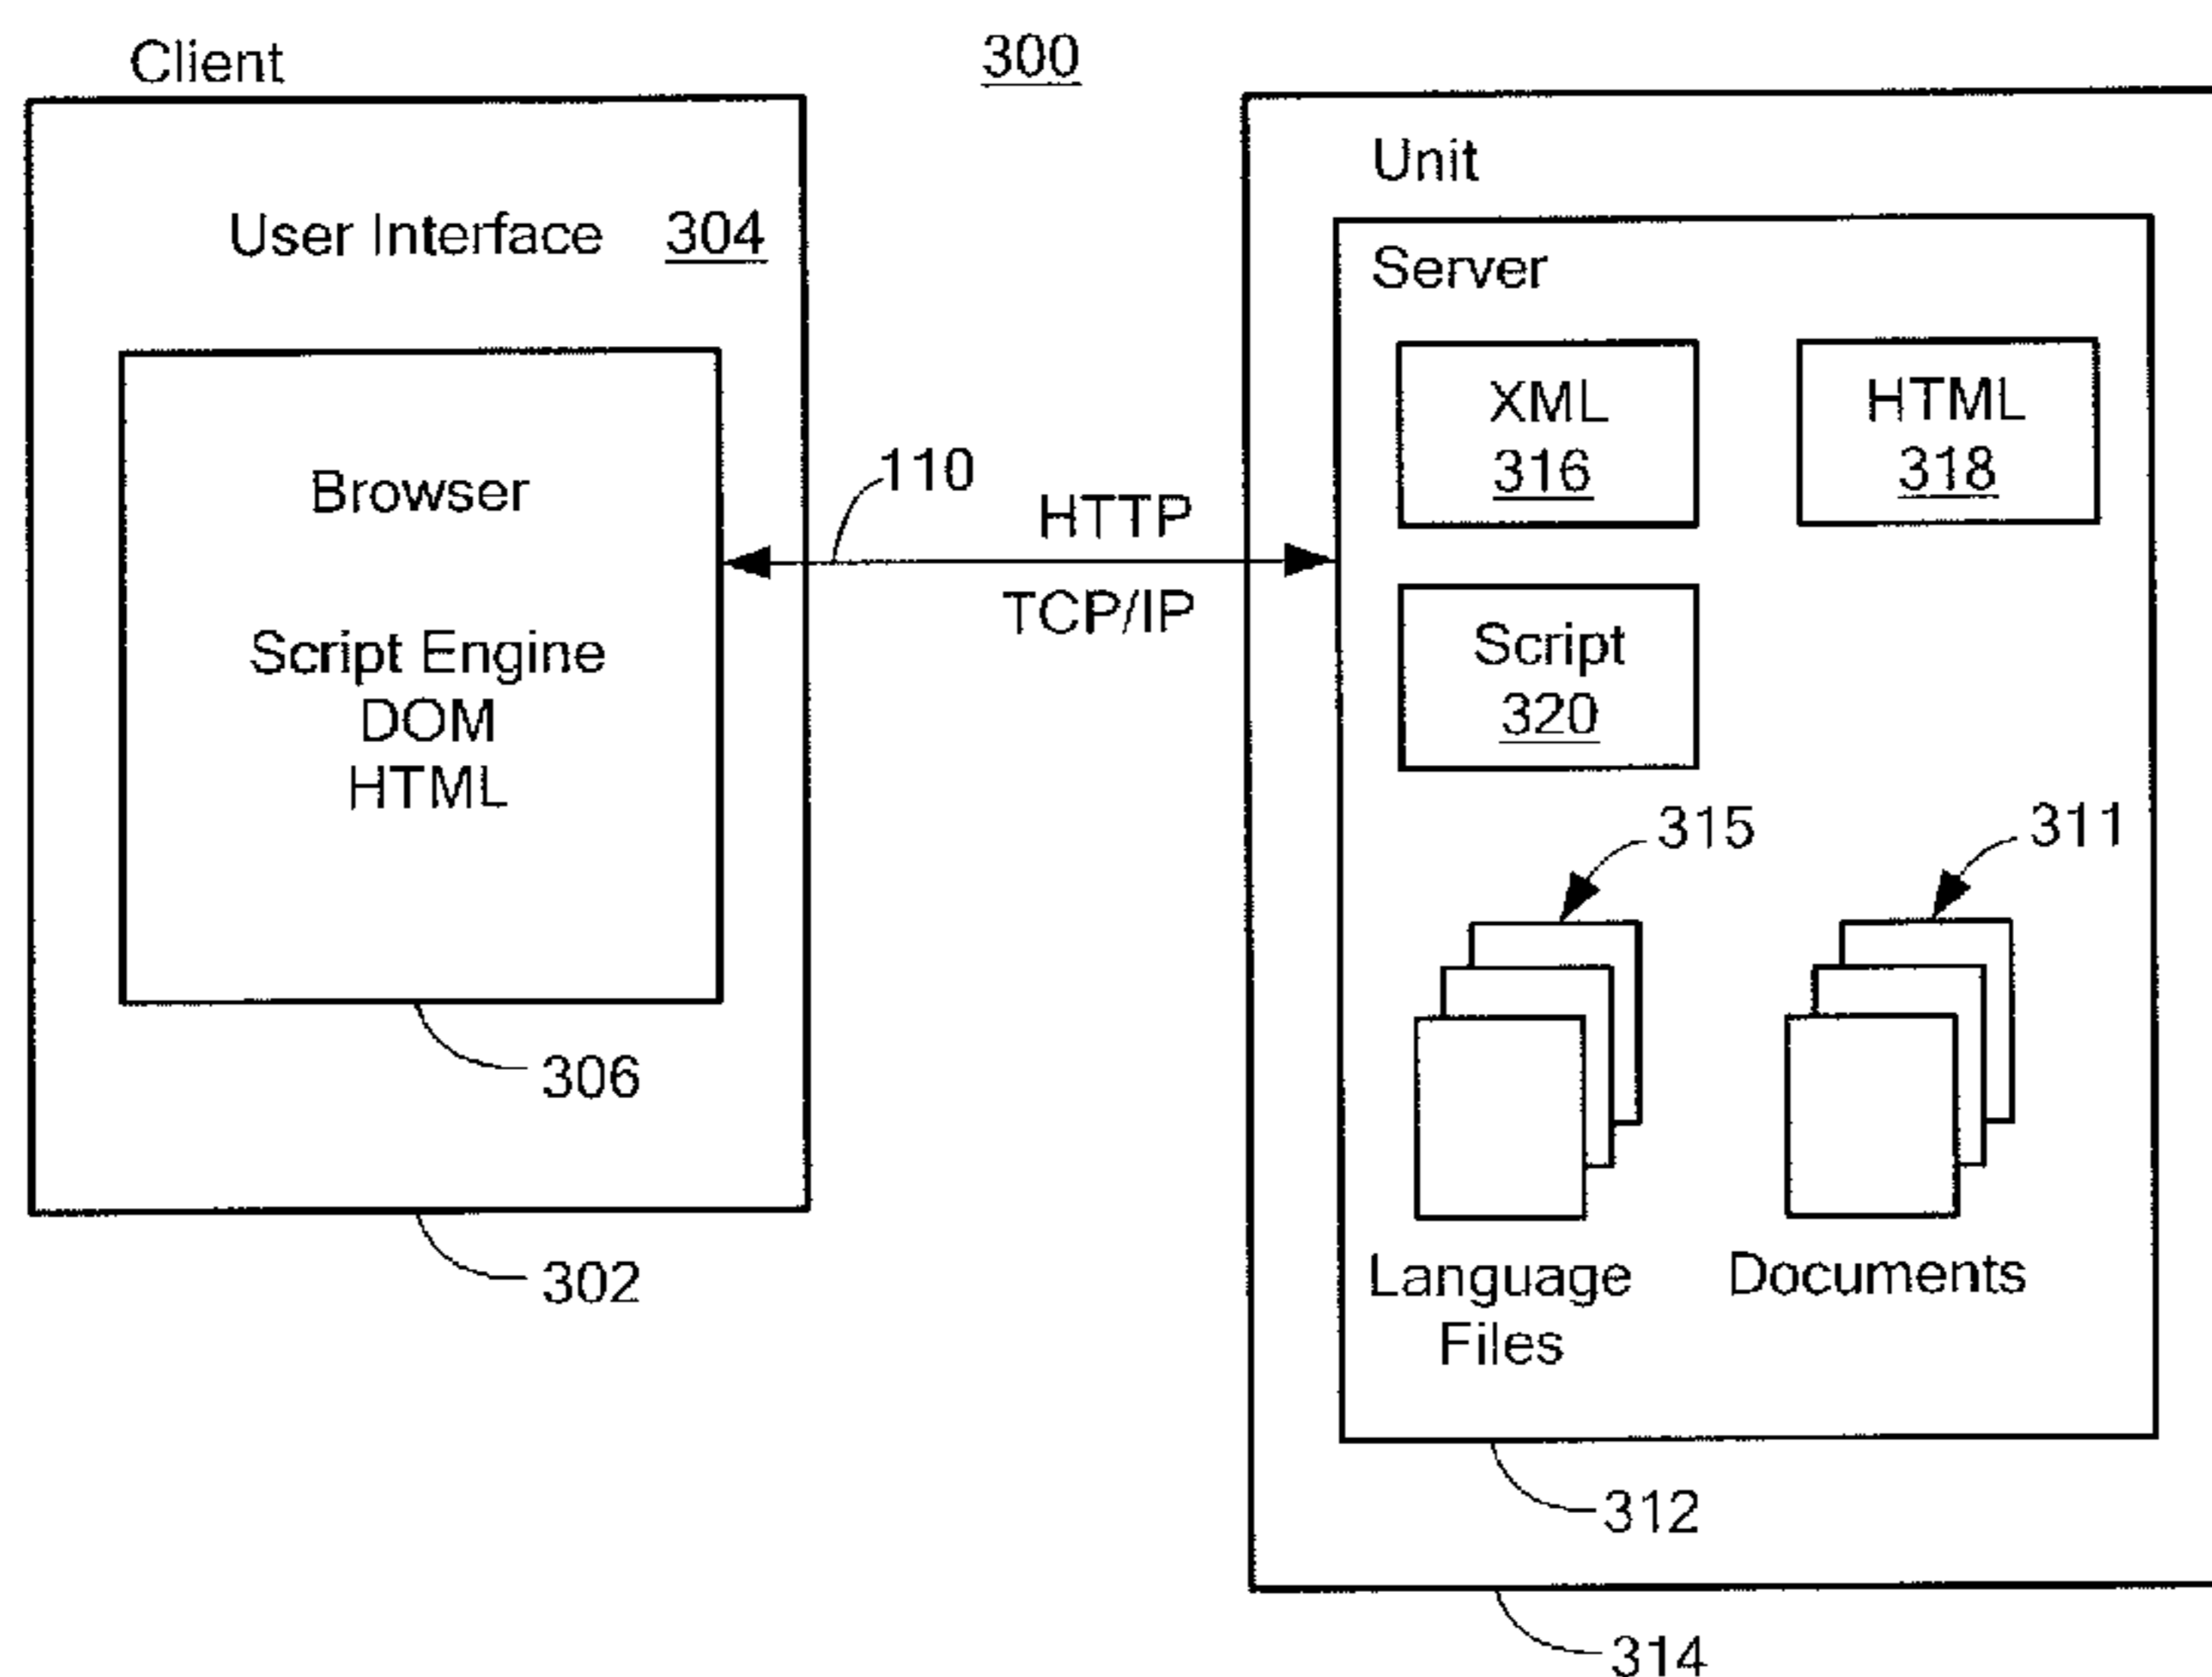 300
Client
User Interface 304
Browser
Script Engine
DOM
HTML
306
302
110
HTTP
TCP/IP
Unit
Server
XML
316
HTML
318
Script
320
315
311
Language
Files
Documents
312
314